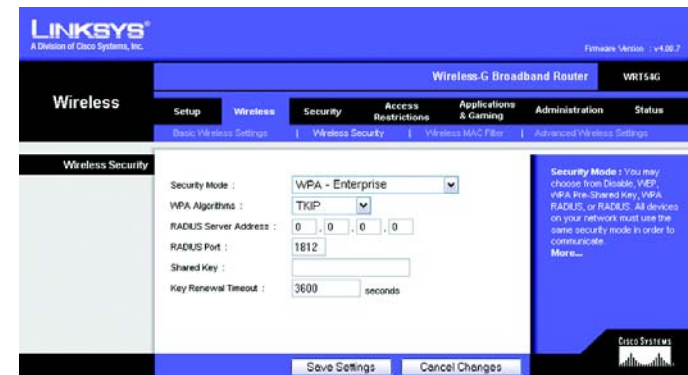 LINKSYS®
A Division of Cisco Systems, Inc.
Firmware Version : v4.00.7
Wireless-G Broadband Router WRT54G
Wireless
Setup Wireless Security Access Restrictions Applications & Gaming Administration Status
Basic Wireless Settings | Wireless Security | Wireless MAC Filter | Advanced Wireless Settings
Wireless Security
Security Mode : WPA - Enterprise
WPA Algorithms : TKIP
RADIUS Server Address : 0 . 0 . 0 . 0
RADIUS Port : 1812
Shared Key :
Key Renewal Timeout : 3600 seconds
Security Mode : You may
choose from Disable, WEP,
WPA Pre-Shared Key, WPA
RADIUS, or RADIUS. All devices
on your network must use the
same security mode in order to
communicate.
More...
Save Settings Cancel Changes
CISCO SYSTEMS